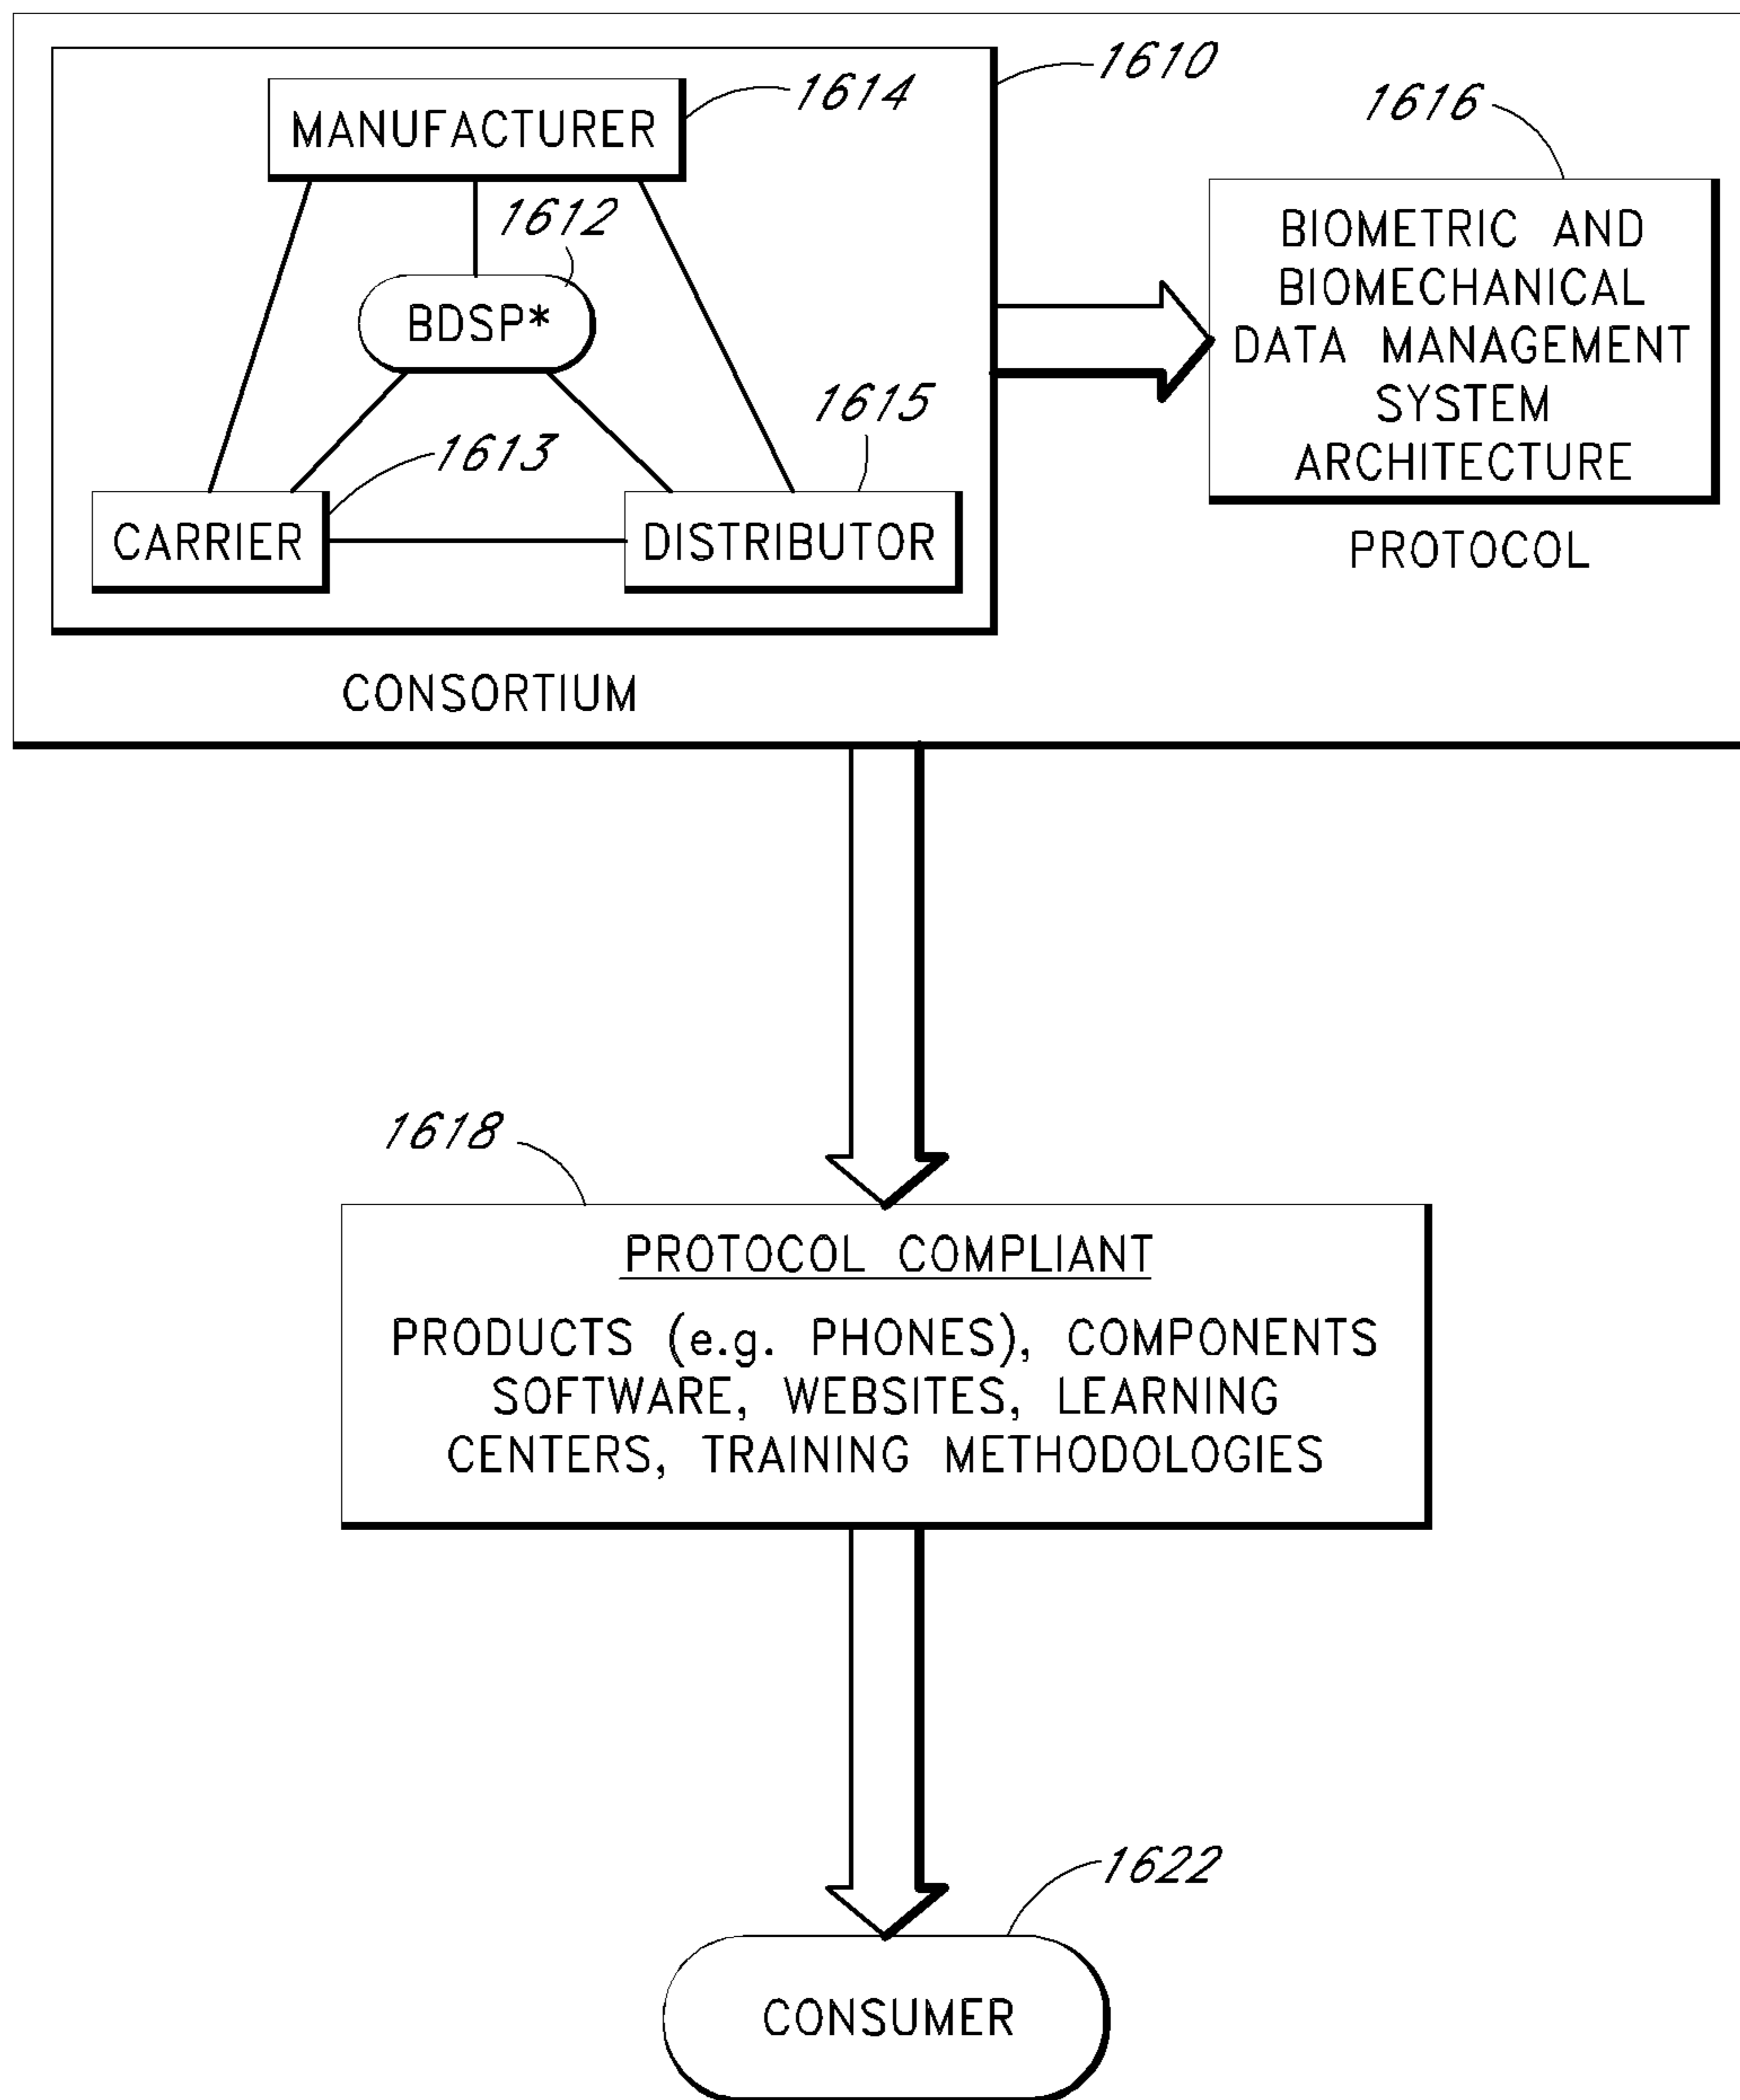 1610
1614
MANUFACTURER
1616
1612
BIOMETRIC AND
BIOMECHANICAL
DATA MANAGEMENT
SYSTEM
ARCHITECTURE
BDSP*
1615
1613
CARRIER
DISTRIBUTOR
PROTOCOL
CONSORTIUM
1618
PROTOCOL COMPLIANT
PRODUCTS (e.g. PHONES), COMPONENTS
SOFTWARE, WEBSITES, LEARNING
CENTERS, TRAINING METHODOLOGIES
1622
CONSUMER